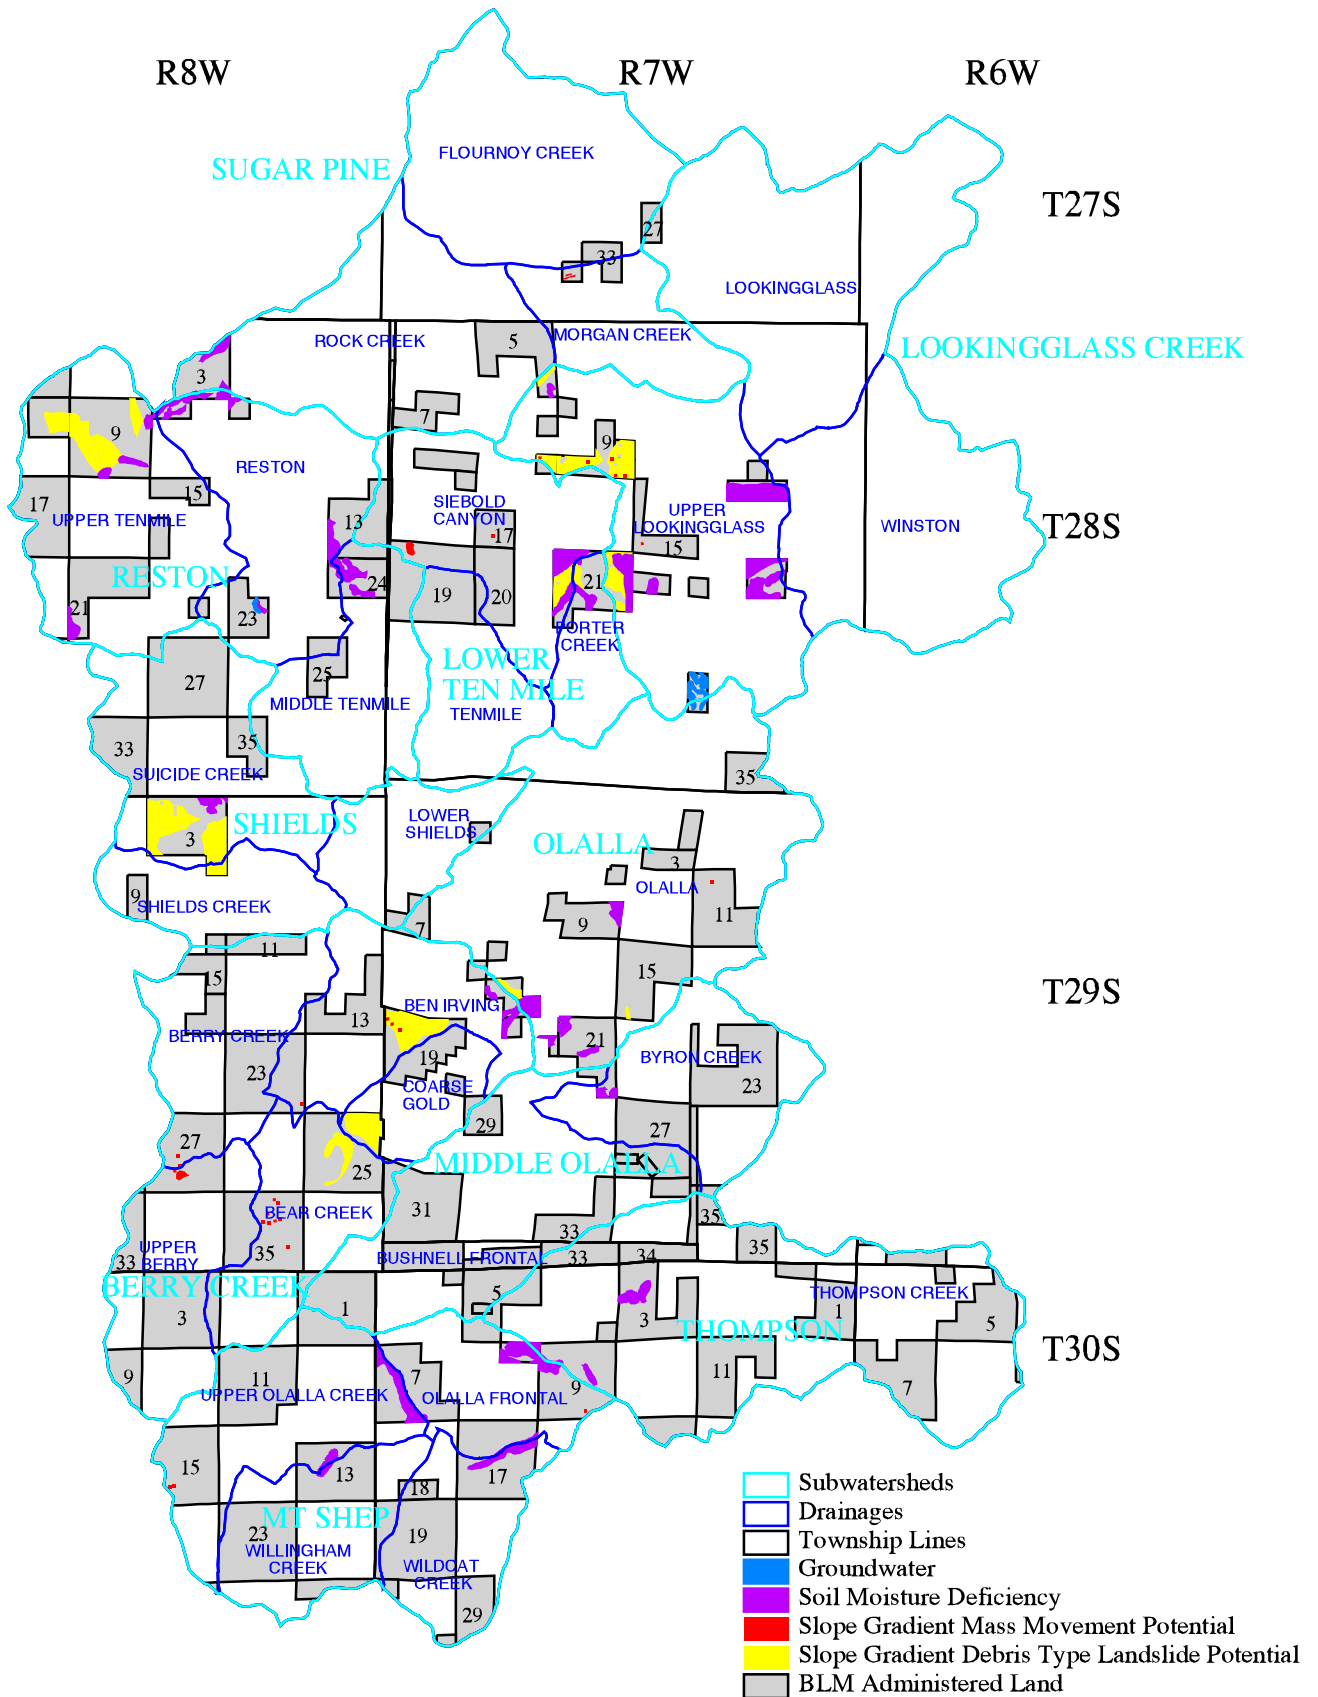 R8W R7W R6W
FLOURNOY CREEK
SUGAR PINE
T27S
27
33
LOOKINGGLASS
ROCK CREEK
5
MORGAN CREEK
LOOKINGGLASS CREEK
3
7
9
9
RESTON
17
15
UPPER TENMILE
13
SIEBOLD
CANYON
17
UPPER
LOOKINGGLASS
15
WINSTON
T28S
RESTON
24
19
20
21
21
23
PORTER
CREEK
LOWER
TEN MILE
25
27
MIDDLE TENMILE
TENMILE
33
35
SUICIDE CREEK
35
SHIELDS
3
LOWER
SHIELDS
OLALLA
3
OLALLA
9
SHIELDS CREEK
7
9
11
11
15
15
BEN IRVING
T29S
13
BERRY CREEK
19
21
BYRON CREEK
23
23
COARSE
GOLD
29
27
27
25
MIDDLE OLALLA
31
BEAR CREEK
33
35
UPPER
BERRY
33
35
BUSHNELL FRONTAL
33
34
35
BERRY CREEK
THOMPSON CREEK
3
1
5
3
THOMPSON
1
5
T30S
9
11
UPPER OLALLA CREEK
7
OLALLA FRONTAL
9
11
7
15
13
18
17
MT SHEP
23
WILLINGHAM
CREEK
19
WILDCAT
CREEK
29
Subwatersheds
Drainages
Township Lines
Groundwater
Soil Moisture Deficiency
Slope Gradient Mass Movement Potential
Slope Gradient Debris Type Landslide Potential
BLM Administered Land